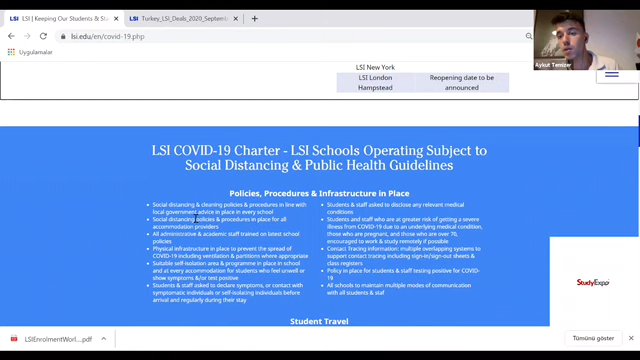 LSI LSI | Keeping Our Students & St
LSI Turkey_LSI_Deals_2020_Septemb
lsi.edu/en/covid-19.php
Uygulamalar
Aykut Temizer
LSI New York
LSI London
Hampstead
Reopening date to be
announced
LSI COVID-19 Charter - LSI Schools Operating Subject to
Social Distancing & Public Health Guidelines
Policies, Procedures & Infrastructure in Place
Social distancing & cleaning policies & procedures in line with
local government advice in place in every school
Social distancing policies & procedures in place for all
accommodation providers
All administrative & academic staff trained on latest school
policies
Physical infrastructure in place to prevent the spread of
COVID-19 including ventilation & partitions where appropriate
Suitable self-isolation area & programme in place in school
and at every accommodation for students who feel unwell or
show symptoms &/or test positive
Students & staff asked to declare symptoms, or contact with
symptomatic individuals or self-isolating individuals before
arrival and regularly during their stay
Students & staff asked to disclose any relevant medical
conditions
Students and staff who are at greater risk of getting a severe
illness from COVID-19 due to an underlying medical condition,
those who are pregnant, and those who are over 70,
encouraged to work & study remotely if possible
Contact Tracing information: multiple overlapping systems to
support contact tracing including sign-in/sign-out sheets &
class registers
Policy in place for students & staff testing positive for COVID-
19
All schools to maintain multiple modes of communication
with all students & staf
Student Travel
StudyExpo
LSIEnrolmentWorl....pdf
Tümünü göster